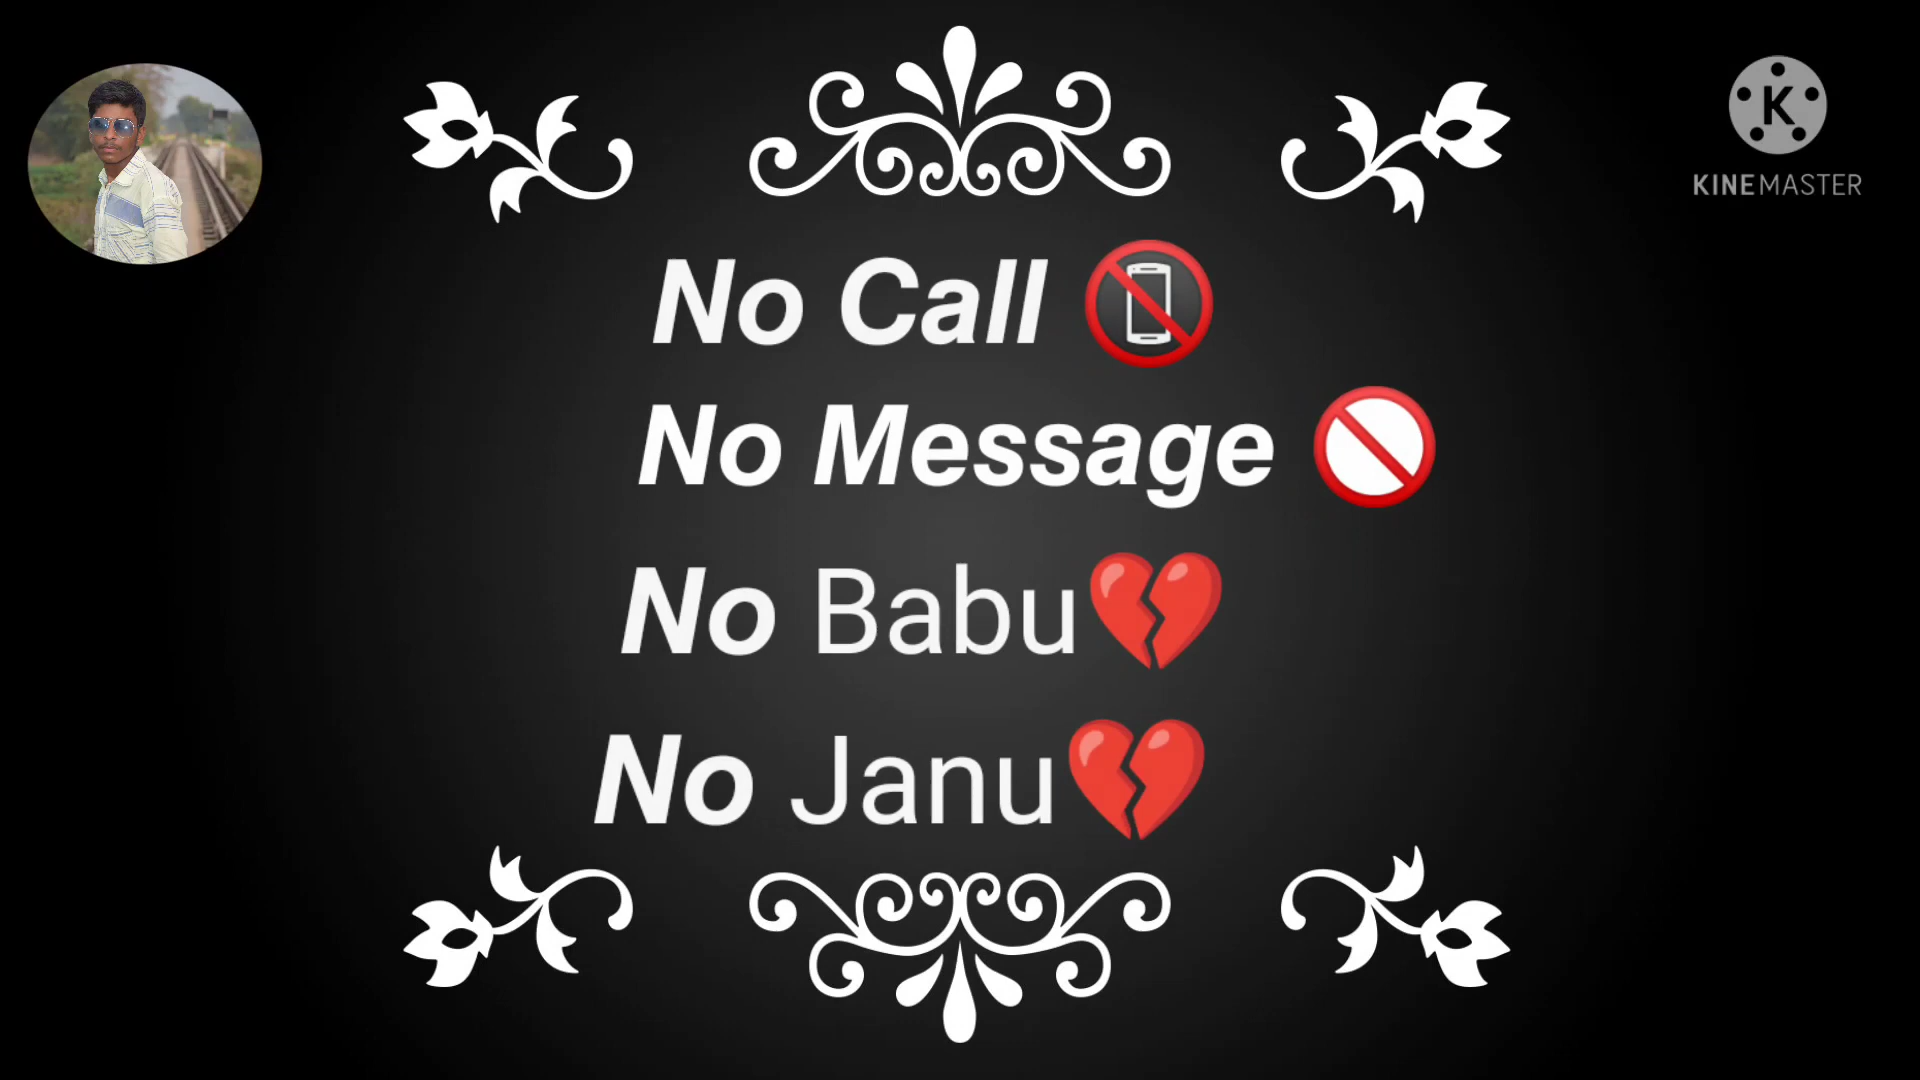 K
KINEMASTER
No Call 📵
No Message 🚫
No Babu💔
No Janu💔